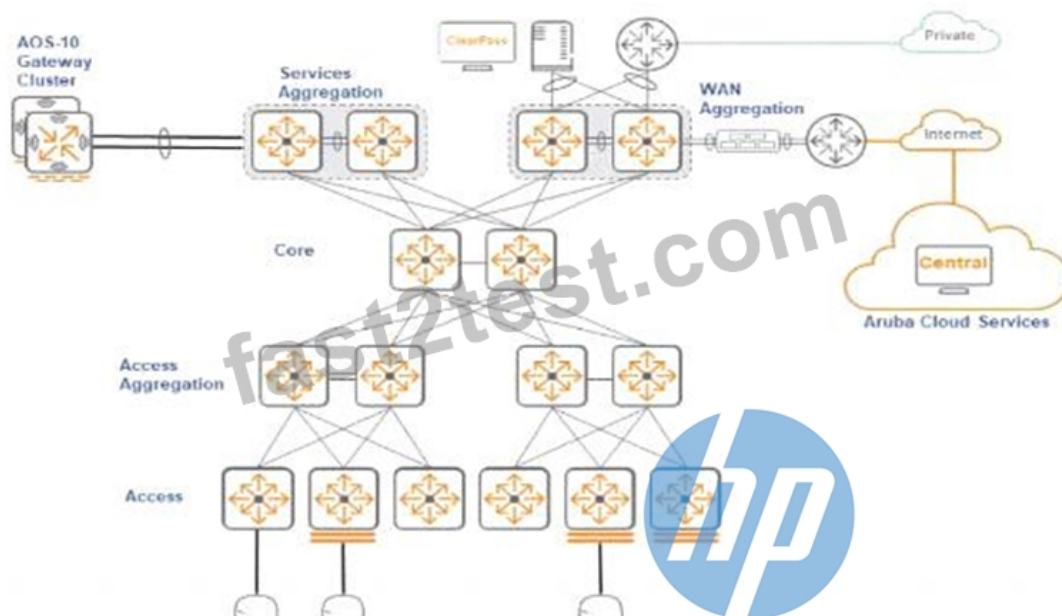 AOS-10
Gateway
Cluster
Services
Aggregation
ClearPass
Private
WAN
Aggregation
Internet
Core
Central
Aruba Cloud Services
fast2test.com
Access
Aggregation
Access
hp